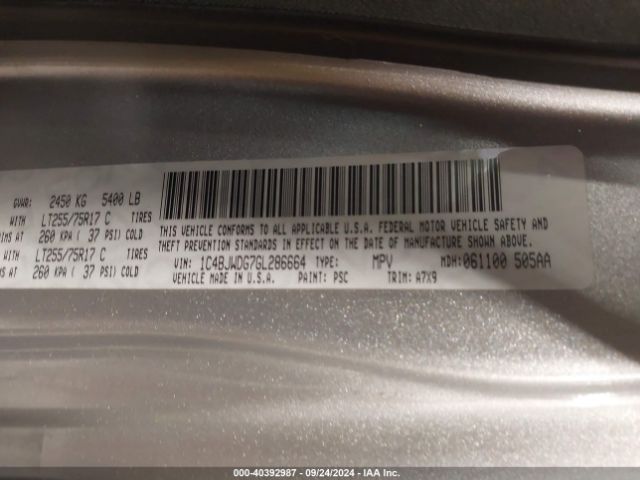 GVWR: 2450 KG 5400 LB
WITH LT255/75R17 C TIRES
RIMS AT 260 KPA ( 37 PSI) COLD
WITH LT255/75R17 C TIRES
RIMS AT 260 KPA ( 37 PSI) COLD
THIS VEHICLE CONFORMS TO ALL APPLICABLE U.S.A. FEDERAL MOTOR VEHICLE SAFETY AND
THEFT PREVENTION STANDARDS IN EFFECT ON THE DATE OF MANUFACTURE SHOWN ABOVE.
VIN: 1C4BJWDG7GL286664 TYPE: MPV MDH: 061100 505AA
VEHICLE MADE IN U.S.A. PAINT: PSC TRIM: A7X9
000-40392987 - 09/24/2024 - IAA Inc.